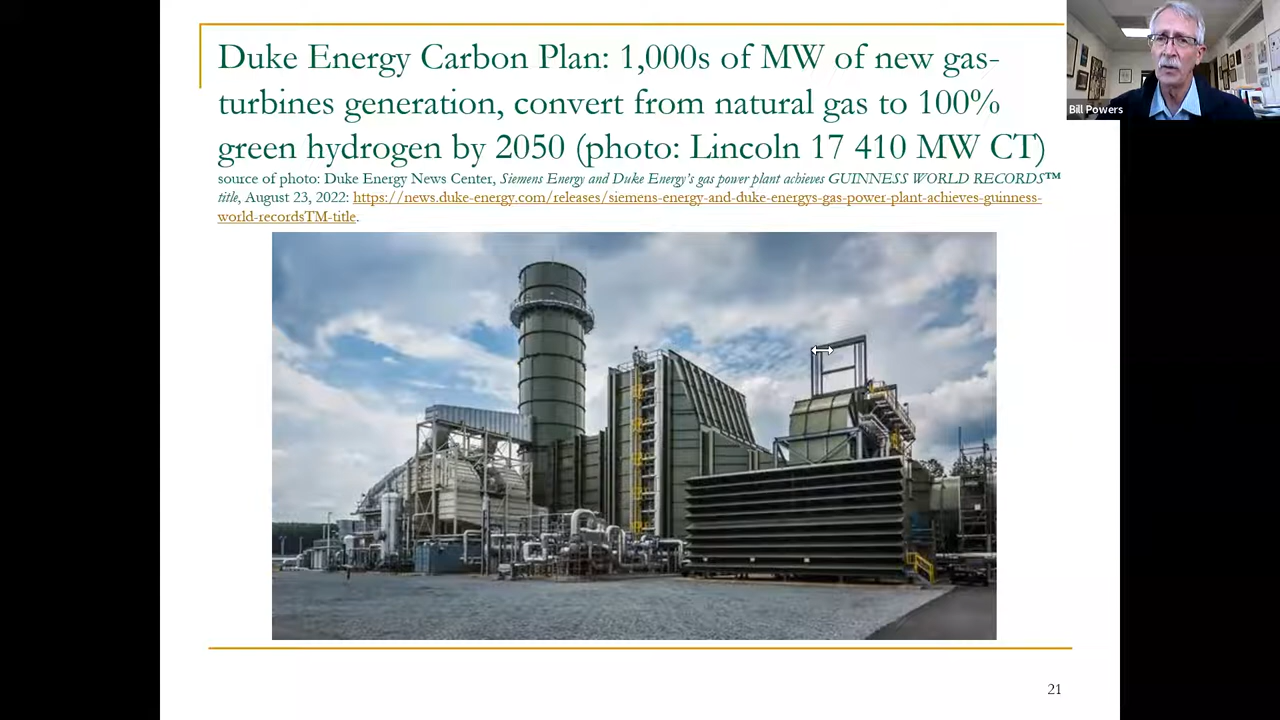 Duke Energy Carbon Plan: 1,000s of MW of new gas-
turbines generation, convert from natural gas to 100%
green hydrogen by 2050 (photo: Lincoln 17 410 MW CT)
source of photo: Duke Energy News Center, Siemens Energy and Duke Energy's gas power plant achieves GUINNESS WORLD RECORDS™
title, August 23, 2022: https://news.duke-energy.com/releases/siemens-energy-and-duke-energys-gas-power-plant-achieves-guinness-
world-recordsTM-title.
Bill Powers
21